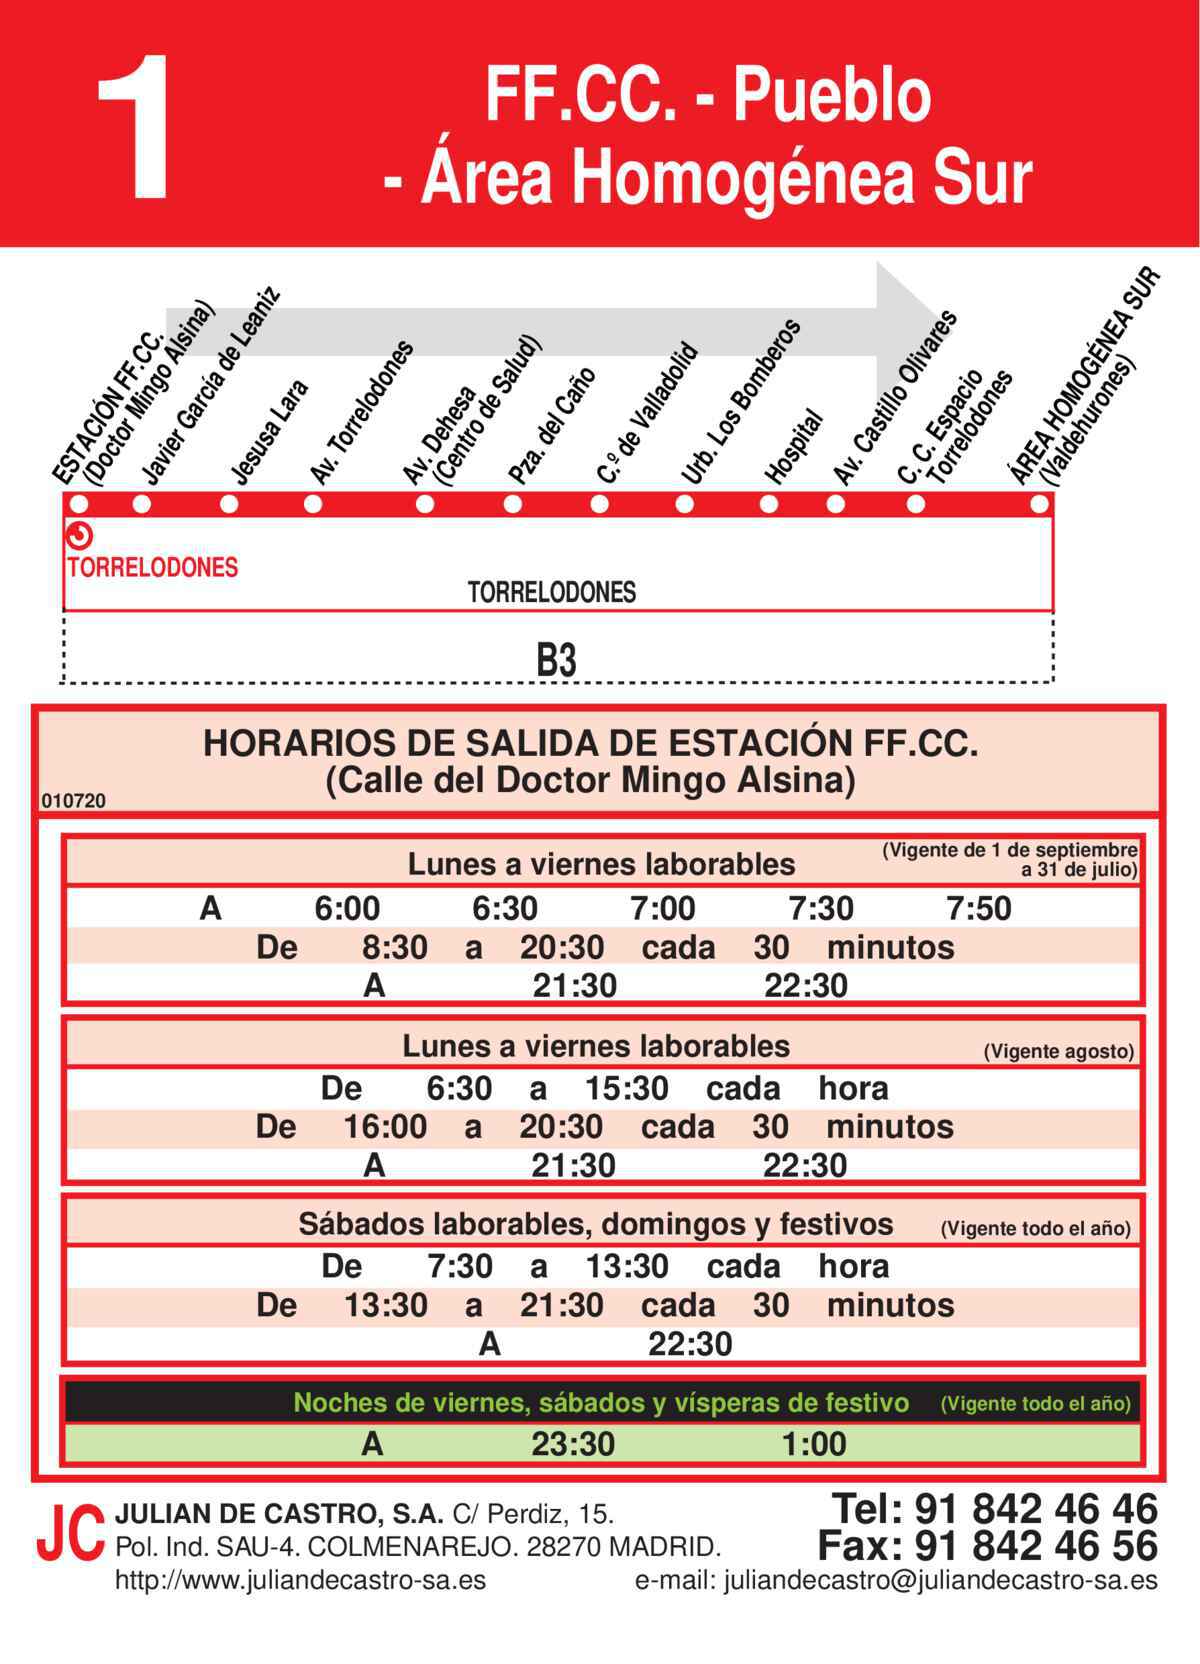 1
FF.CC. - Pueblo
- Área Homogénea Sur
ESTACIÓN FF.CC.
(Doctor Mingo Alsina)
Javier García de Leaniz
Jesusa Lara
Av. Torrelodones
Av. Dehesa
(Centro de Salud)
Pza. del Caño
C.º de Valladolid
Urb. Los Bomberos
Hospital
Av. Castillo Olivares
C. C. Espacio
Torrelodones
ÁREA HOMOGÉNEA SUR
(Valdehurones)
TORRELODONES
TORRELODONES
B3
HORARIOS DE SALIDA DE ESTACIÓN FF.CC.
(Calle del Doctor Mingo Alsina)
010720
Lunes a viernes laborables (Vigente de 1 de septiembre
a 31 de julio)
A 6:00 6:30 7:00 7:30 7:50
De 8:30 a 20:30 cada 30 minutos
A 21:30 22:30
Lunes a viernes laborables (Vigente agosto)
De 6:30 a 15:30 cada hora
De 16:00 a 20:30 cada 30 minutos
A 21:30 22:30
Sábados laborables, domingos y festivos (Vigente todo el año)
De 7:30 a 13:30 cada hora
De 13:30 a 21:30 cada 30 minutos
A 22:30
Noches de viernes, sábados y vísperas de festivo (Vigente todo el año)
A 23:30 1:00
JC JULIAN DE CASTRO, S.A. C/ Perdiz, 15.
Pol. Ind. SAU-4. COLMENAREJO. 28270 MADRID.
http://www.juliandecastro-sa.es
Tel: 91 842 46 46
Fax: 91 842 46 56
e-mail: juliandecastro@juliandecastro-sa.es